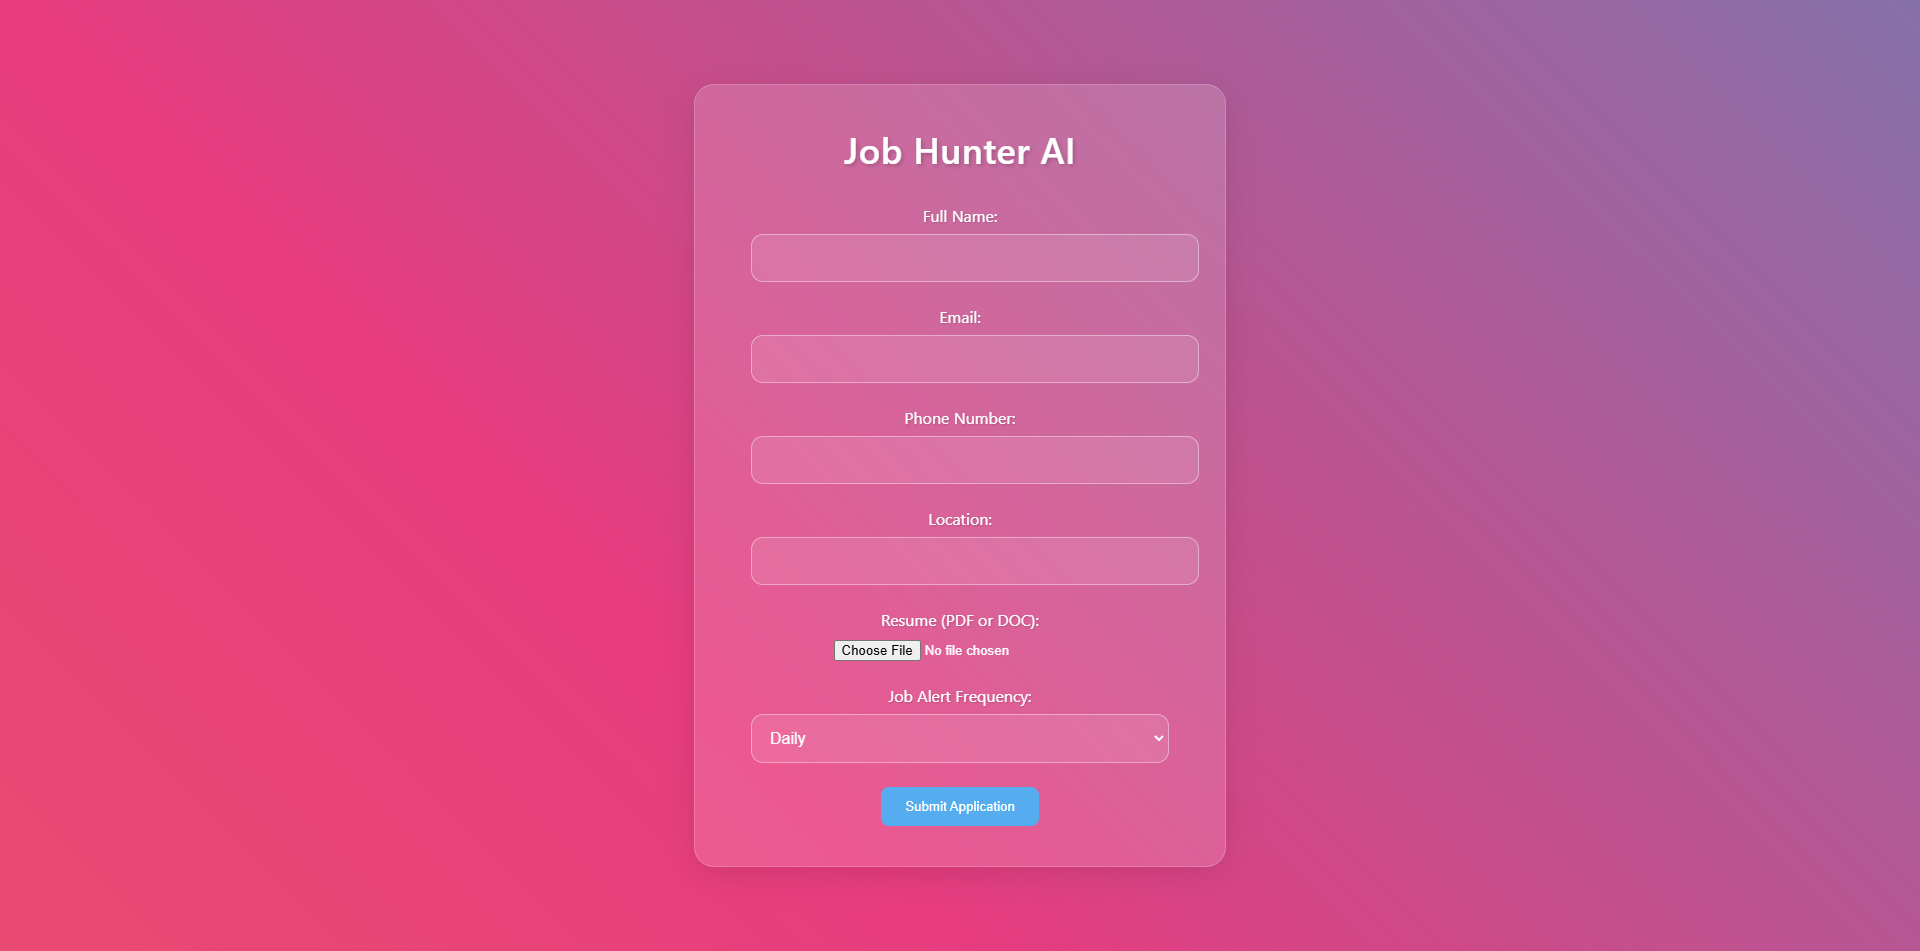 Job Hunter AI
Full Name:
Email:
Phone Number:
Location:
Resume (PDF or DOC):
Choose File No file chosen
Job Alert Frequency:
Daily
Submit Application